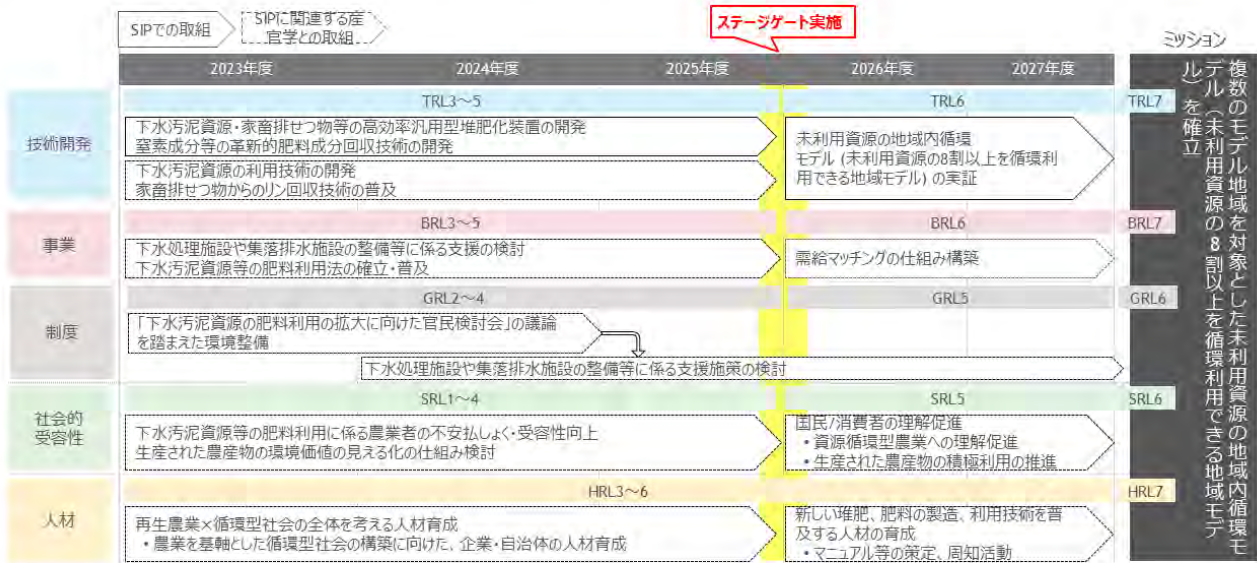 SIPでの取組
SIPに関連する産
官学との取組
ステージゲート実施
ミッション
2023年度
2024年度
2025年度
2026年度
2027年度
技術開発
TRL3~5
TRL6
TRL7
下水汚泥資源・家畜排せつ物等の高効率汎用型堆肥化装置の開発
窒素成分等の革新的肥料成分回収技術の開発
下水汚泥資源の利用技術の開発
家畜排せつ物からのリン回収技術の普及
未利用資源の地域内循環
モデル (未利用資源の8割以上を循環利
用できる地域モデル) の実証
事業
BRL3~5
BRL6
BRL7
下水処理施設や集落排水施設の整備等に係る支援の検討
下水汚泥資源等の肥料利用法の確立・普及
需給マッチングの仕組み構築
制度
GRL2~4
GRL5
GRL6
「下水汚泥資源の肥料利用の拡大に向けた官民検討会」の議論
を踏まえた環境整備
下水処理施設や集落排水施設の整備等に係る支援施策の検討
社会的
受容性
SRL1~4
SRL5
SRL6
下水汚泥資源等の肥料利用に係る農業者の不安払しょく・受容性向上
生産された農産物の環境価値の見える化の仕組み検討
国民/消費者の理解促進
・資源循環型農業への理解促進
・生産された農産物の積極利用の推進
人材
HRL3~6
HRL7
再生農業×循環型社会の全体を考える人材育成
・農業を基軸とした循環型社会の構築に向けた、企業・自治体の人材育成
新しい堆肥、肥料の製造、利用技術を普
及する人材の育成
・マニュアル等の策定、周知活動
複数のモデル地域を対象とした未利用資源の地域内循環モ
デル（未利用資源の8割以上を循環利用できる地域モデ
ル）を確立